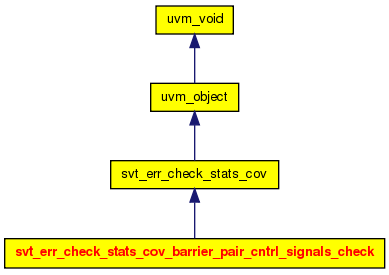 uvm_void
uvm_object
svt_err_check_stats_cov
svt_err_check_stats_cov_barrier_pair_cntrl_signals_check